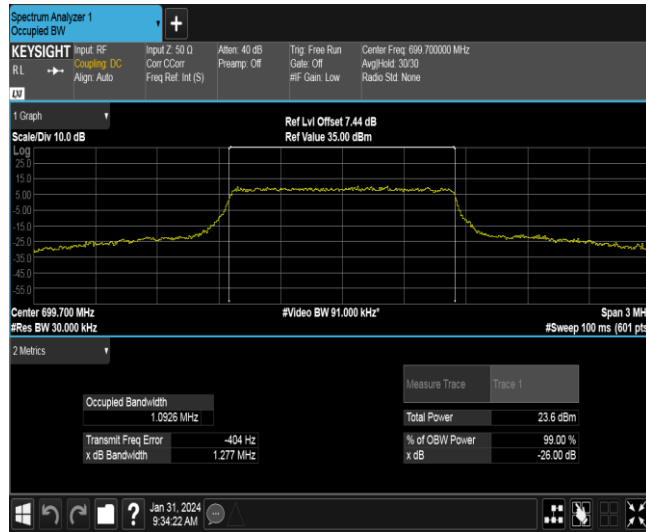 Spectrum Analyzer 1
Occupied BW
+
KEYSIGHT Input: RF Input Z: 50 Ω Atten: 40 dB Trig: Free Run Center Freq: 699.700000 MHz
RL Coupling: DC Corr CCorr Preamp: Off Gate: Off Avg|Hold: 30/30
Align: Auto Freq Ref: Int (S) #IF Gain: Low Radio Std: None
LXI
1 Graph
Ref Lvl Offset 7.44 dB
Scale/Div 10.0 dB Ref Value 35.00 dBm
Log
25.0
15.0
5.00
-5.00
-15.0
-25.0
-35.0
-45.0
-55.0
Center 699.700 MHz #Video BW 91.000 kHz* Span 3 MH
#Res BW 30.000 kHz #Sweep 100 ms (601 pts
2 Metrics
Measure Trace Trace 1
Occupied Bandwidth
1.0926 MHz
Total Power 23.6 dBm
Transmit Freq Error -404 Hz % of OBW Power 99.00 %
x dB Bandwidth 1.277 MHz x dB -26.00 dB
? Jan 31, 2024
9:34:22 AM